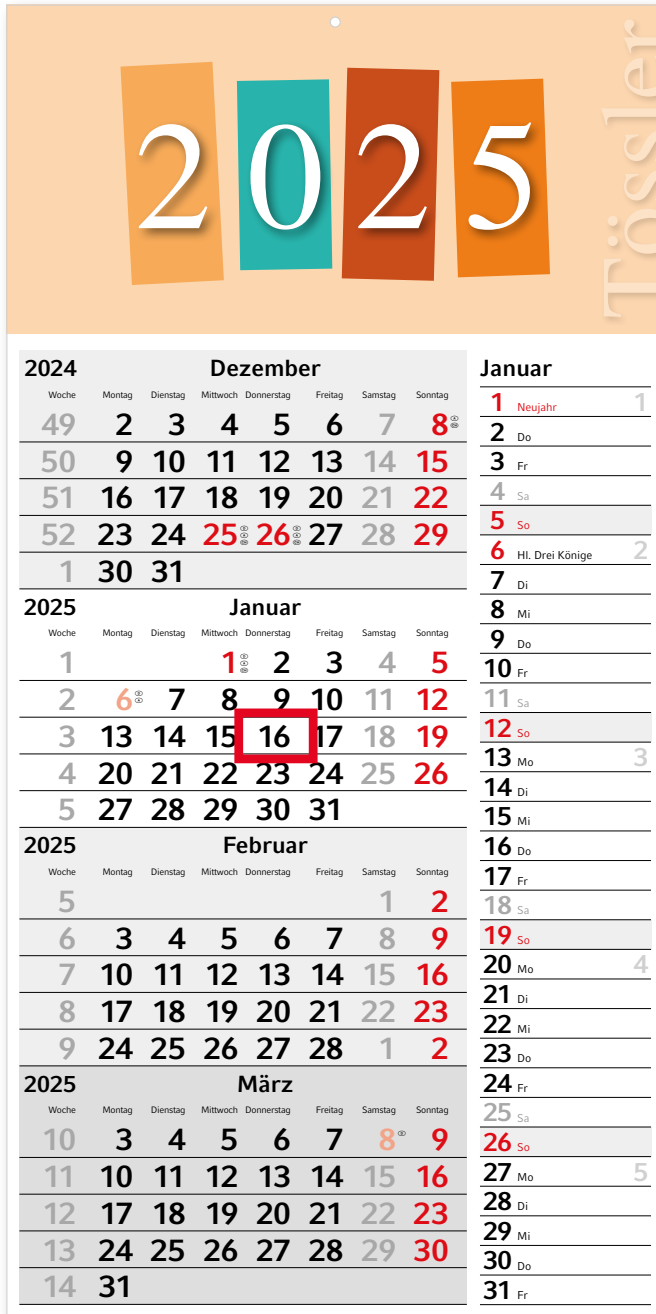 Tössler
2025
2024 Dezember
Woche Montag Dienstag Mittwoch Donnerstag Freitag Samstag Sonntag
49 2 3 4 5 6 7 8
50 9 10 11 12 13 14 15
51 16 17 18 19 20 21 22
52 23 24 25 26 27 28 29
1 30 31
2025 Januar
Woche Montag Dienstag Mittwoch Donnerstag Freitag Samstag Sonntag
1 1 2 3 4 5
2 6 7 8 9 10 11 12
3 13 14 15 16 17 18 19
4 20 21 22 23 24 25 26
5 27 28 29 30 31
2025 Februar
Woche Montag Dienstag Mittwoch Donnerstag Freitag Samstag Sonntag
5 1 2
6 3 4 5 6 7 8 9
7 10 11 12 13 14 15 16
8 17 18 19 20 21 22 23
9 24 25 26 27 28 1 2
2025 März
Woche Montag Dienstag Mittwoch Donnerstag Freitag Samstag Sonntag
10 3 4 5 6 7 8 9
11 10 11 12 13 14 15 16
12 17 18 19 20 21 22 23
13 24 25 26 27 28 29 30
14 31
Januar
1 Neujahr 1
2 Do
3 Fr
4 Sa
5 So
6 Hl. Drei Könige 2
7 Di
8 Mi
9 Do
10 Fr
11 Sa
12 So
13 Mo 3
14 Di
15 Mi
16 Do
17 Fr
18 Sa
19 So
20 Mo 4
21 Di
22 Mi
23 Do
24 Fr
25 Sa
26 So
27 Mo 5
28 Di
29 Mi
30 Do
31 Fr